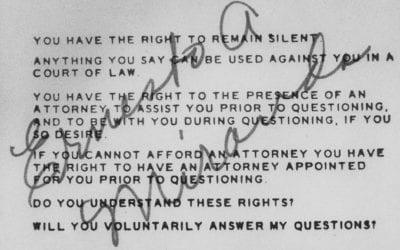 YOU HAVE THE RIGHT TO REMAIN SILENT
ANYTHING YOU SAY CAN BE USED AGAINST YOU IN A
COURT OF LAW.
YOU HAVE THE RIGHT TO THE PRESENCE OF AN
ATTORNEY TO ASSIST YOU PRIOR TO QUESTIONING,
AND TO BE WITH YOU DURING QUESTIONING, IF YOU
SO DESIRE.
IF YOU CANNOT AFFORD AN ATTORNEY YOU HAVE
THE RIGHT TO HAVE AN ATTORNEY APPOINTED
FOR YOU PRIOR TO QUESTIONING.
DO YOU UNDERSTAND THESE RIGHTS?
WILL YOU VOLUNTARILY ANSWER MY QUESTIONS?
Ernesto A
Miranda